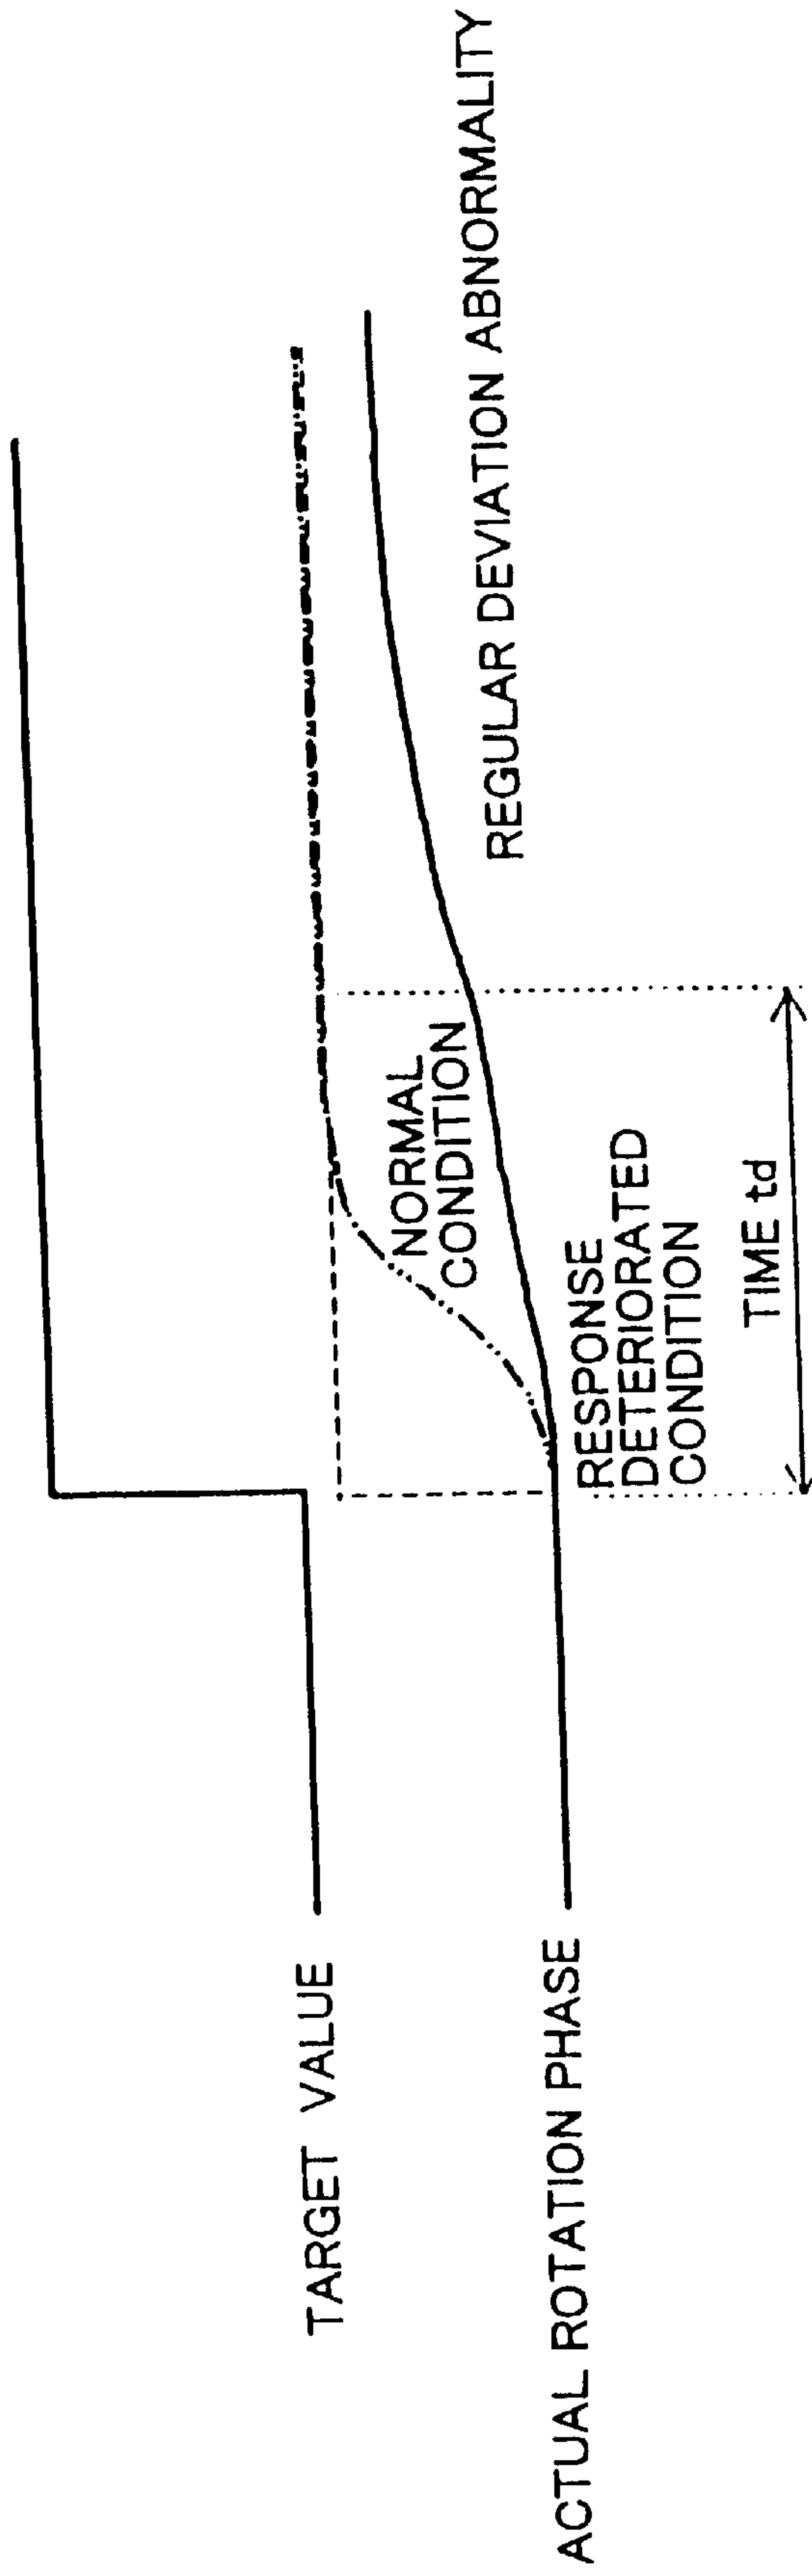 TARGET VALUE
ACTUAL ROTATION PHASE
NORMAL
CONDITION
REGULAR DEVIATION ABNORMALITY
RESPONSE
DETERIORATED
CONDITION
TIME td